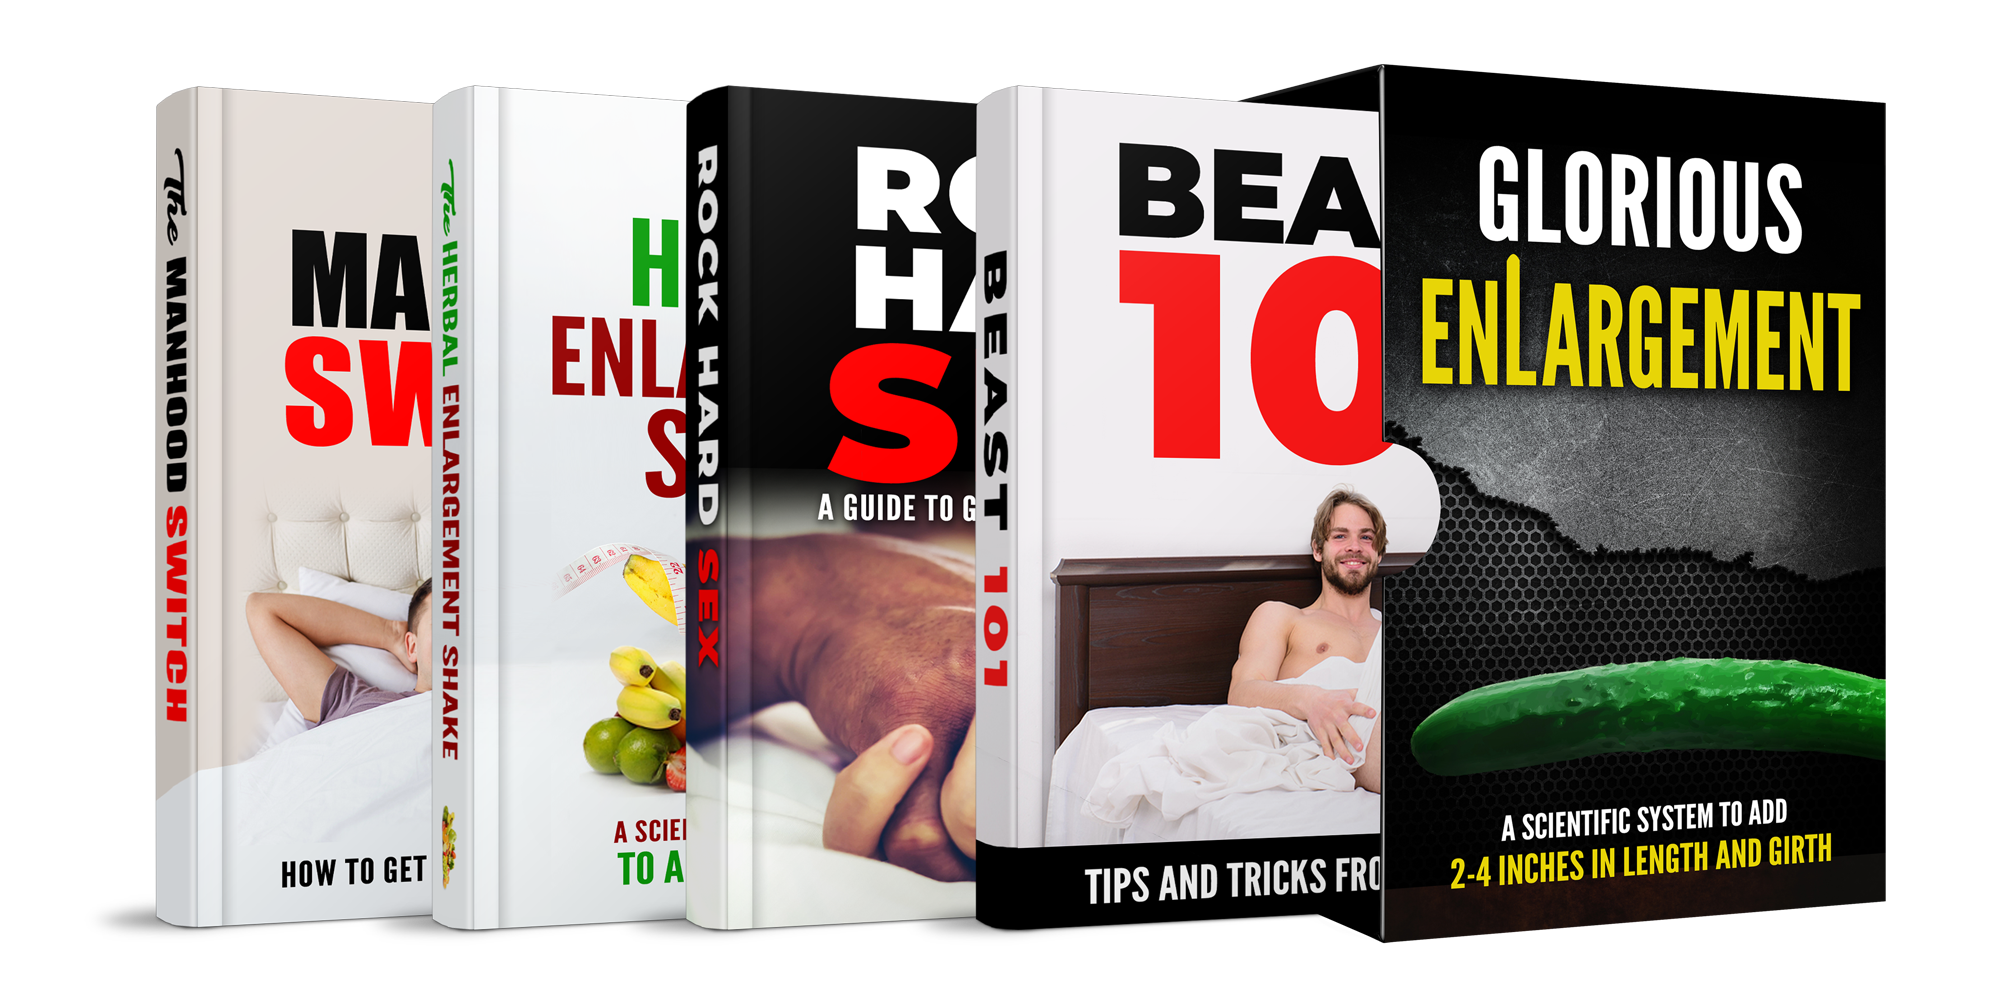 The MANHOOD SWITCH
MA
SW
HOW TO GET
The HERBAL ENLARGEMENT SHAKE
H
ENLA
S
A SCIE
TO A
ROCK HARD SEX
RO
HA
S
A GUIDE TO G
BEAST 101
BEA
10
TIPS AND TRICKS FRO
GLORIOUS
ENLARGEMENT
A SCIENTIFIC SYSTEM TO ADD
2-4 INCHES IN LENGTH AND GIRTH